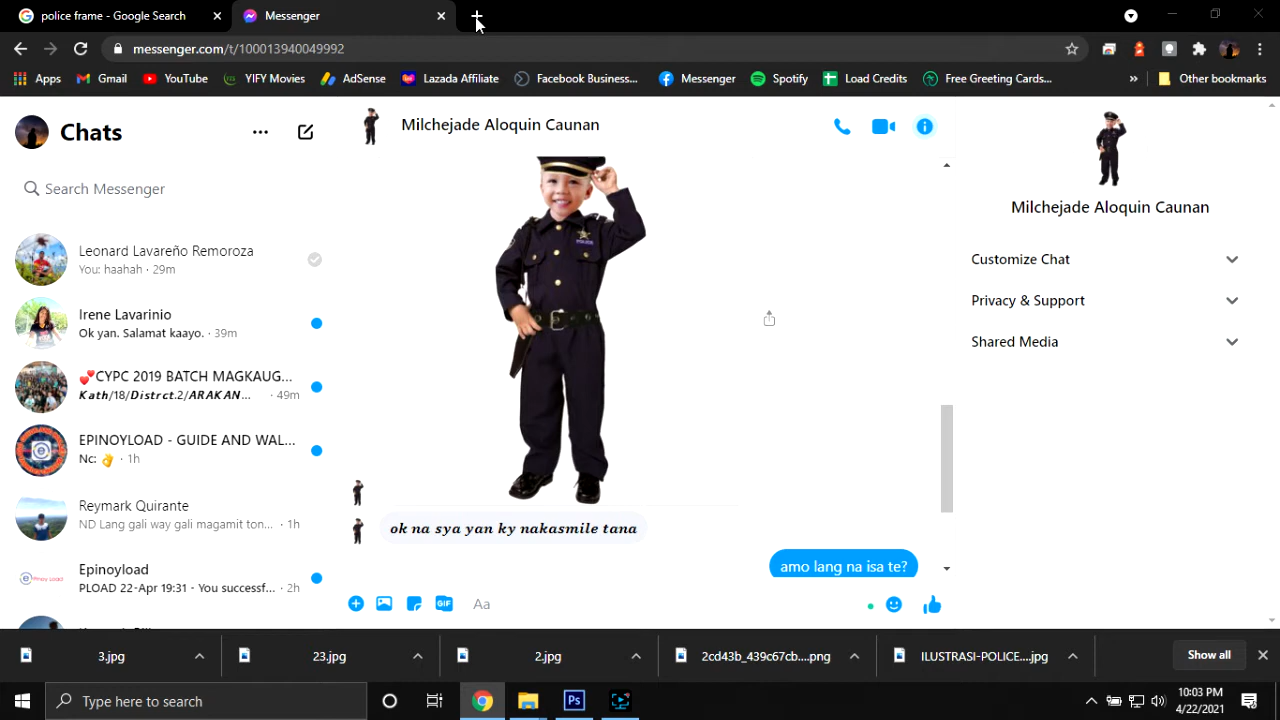 police frame - Google Search
Messenger
messenger.com/t/100013940049992
Apps
Gmail
YouTube
YIFY Movies
AdSense
Lazada Affiliate
Facebook Business...
Messenger
Spotify
Load Credits
Free Greeting Cards...
»
Other bookmarks
Chats
Search Messenger
Leonard Lavareño Remoroza
You: haahah · 29m
Irene Lavarinio
Ok yan. Salamat kaayo. · 39m
💕CYPC 2019 BATCH MAGKAUG...
Kath/18/Distrct.2/ARAKAN... · 49m
EPINOYLOAD - GUIDE AND WAL...
Nc: 👌 · 1h
Reymark Quirante
ND Lang gali way gali magamit ton... · 1h
Epinoyload
PLOAD 22-Apr 19:31 - You successf... · 2h
Milchejade Aloquin Caunan
POLICE
ok na sya yan ky nakasmile tana
amo lang na isa te?
GIF
Aa
Milchejade Aloquin Caunan
Customize Chat
Privacy & Support
Shared Media
3.jpg
23.jpg
2.jpg
2cd43b_439c67cb....png
ILUSTRASI-POLICE....jpg
Show all
Type here to search
Ps
10:03 PM
4/22/2021